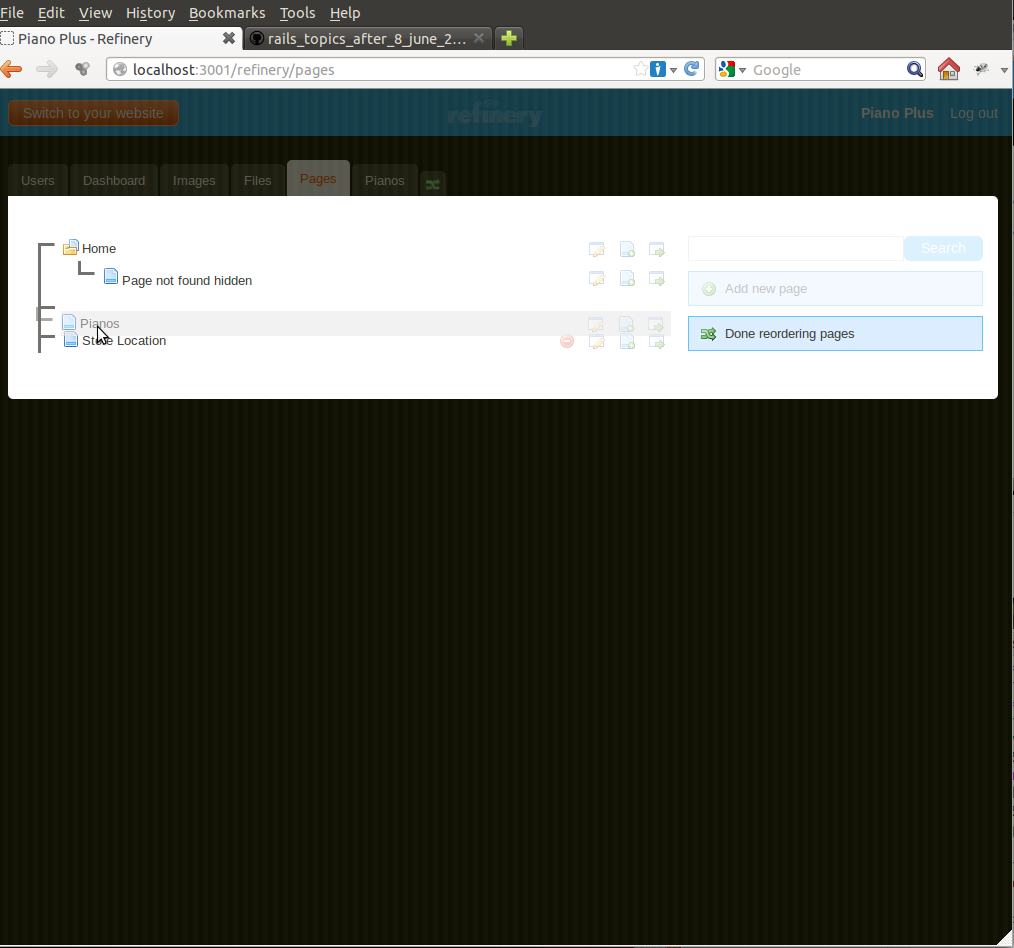 File Edit View History Bookmarks Tools Help
Piano Plus - Refinery rails_topics_after_8_june_2...
localhost:3001/refinery/pages Google
Switch to your website refinery Piano Plus Log out
Users Dashboard Images Files Pages Pianos
Home Search
Page not found hidden Add new page
Pianos Done reordering pages
Store Location